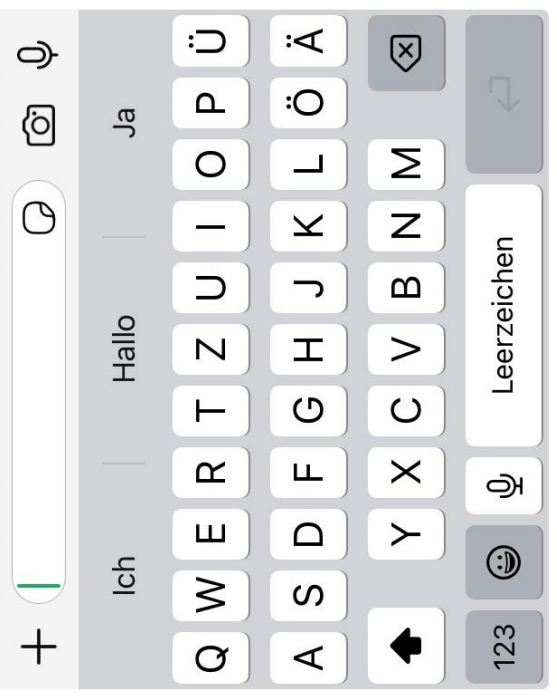 Ich Hallo Ja
Q W E R T Z U I O P Ü
A S D F G H J K L Ö Ä
Y X C V B N M
123 Leerzeichen